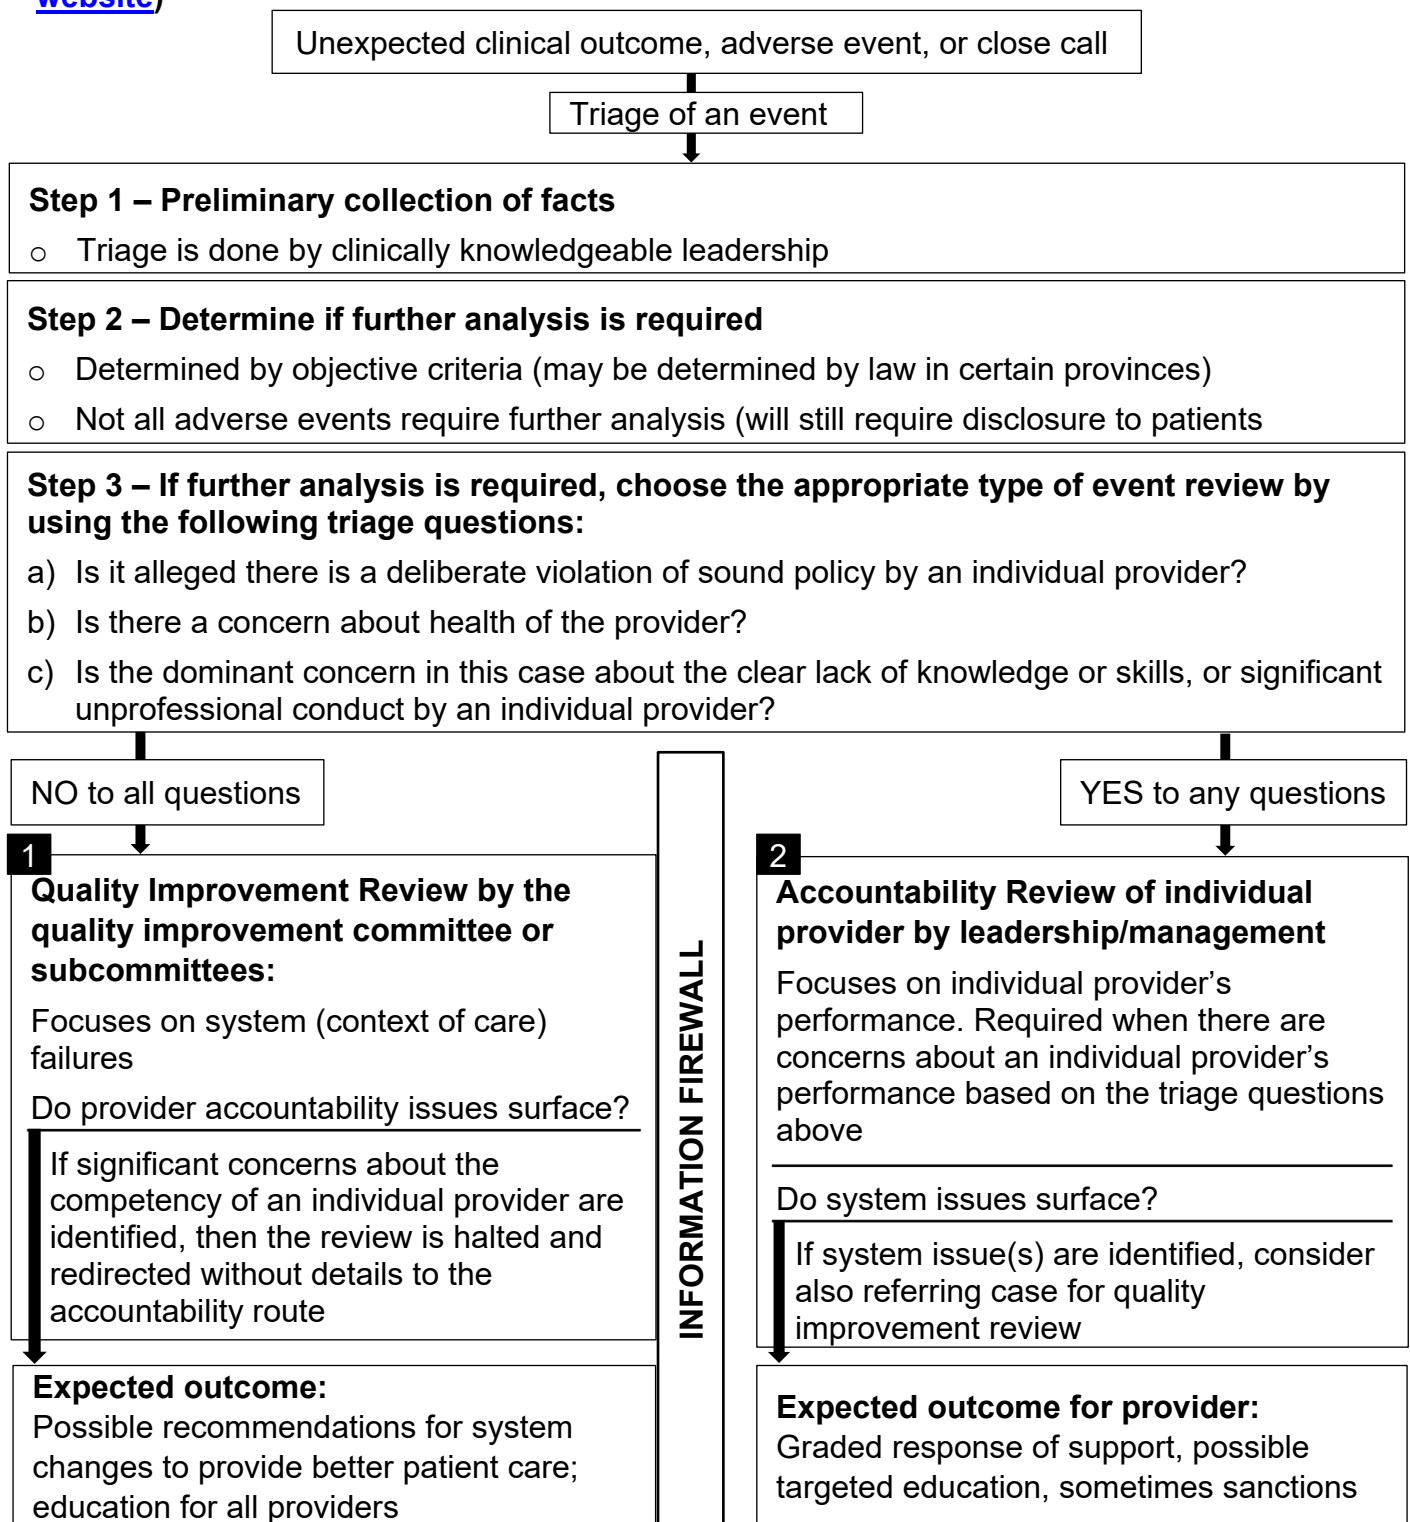 website)
Unexpected clinical outcome, adverse event, or close call
Triage of an event
Step 1 – Preliminary collection of facts
o Triage is done by clinically knowledgeable leadership
Step 2 – Determine if further analysis is required
o Determined by objective criteria (may be determined by law in certain provinces)
o Not all adverse events require further analysis (will still require disclosure to patients
Step 3 – If further analysis is required, choose the appropriate type of event review by
using the following triage questions:
a) Is it alleged there is a deliberate violation of sound policy by an individual provider?
b) Is there a concern about health of the provider?
c) Is the dominant concern in this case about the clear lack of knowledge or skills, or significant
unprofessional conduct by an individual provider?
NO to all questions
1
Quality Improvement Review by the
quality improvement committee or
subcommittees:
Focuses on system (context of care)
failures
Do provider accountability issues surface?
If significant concerns about the
competency of an individual provider are
identified, then the review is halted and
redirected without details to the
accountability route
Expected outcome:
Possible recommendations for system
changes to provide better patient care;
education for all providers
INFORMATION FIREWALL
YES to any questions
2
Accountability Review of individual
provider by leadership/management
Focuses on individual provider’s
performance. Required when there are
concerns about an individual provider’s
performance based on the triage questions
above
Do system issues surface?
If system issue(s) are identified, consider
also referring case for quality
improvement review
Expected outcome for provider:
Graded response of support, possible
targeted education, sometimes sanctions